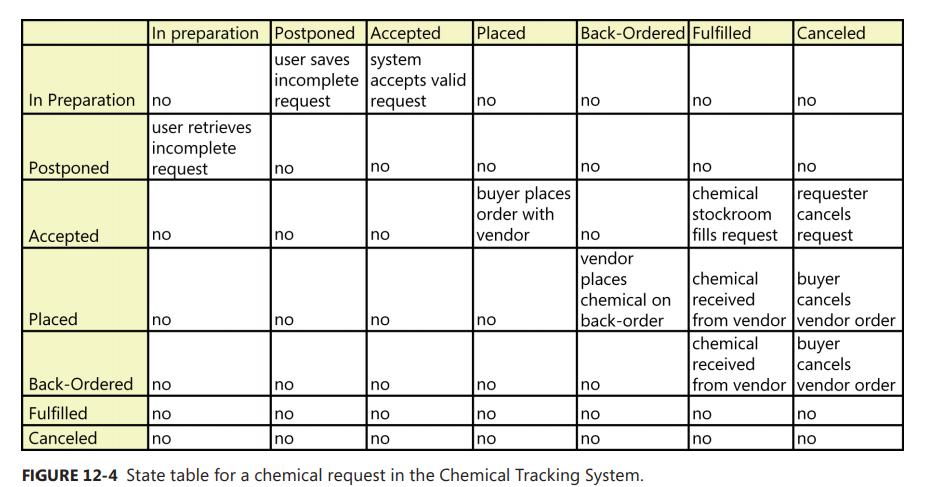 In preparation Postponed Accepted Placed Back-Ordered Fulfilled Canceled
In Preparation no user saves incomplete request system accepts valid request no no no no
Postponed user retrieves incomplete request no no no no no no
Accepted no no no buyer places order with vendor no chemical stockroom fills request requester cancels request
Placed no no no no vendor places chemical on back-order chemical received from vendor buyer cancels vendor order
Back-Ordered no no no no no chemical received from vendor buyer cancels vendor order
Fulfilled no no no no no no no
Canceled no no no no no no no
FIGURE 12-4 State table for a chemical request in the Chemical Tracking System.